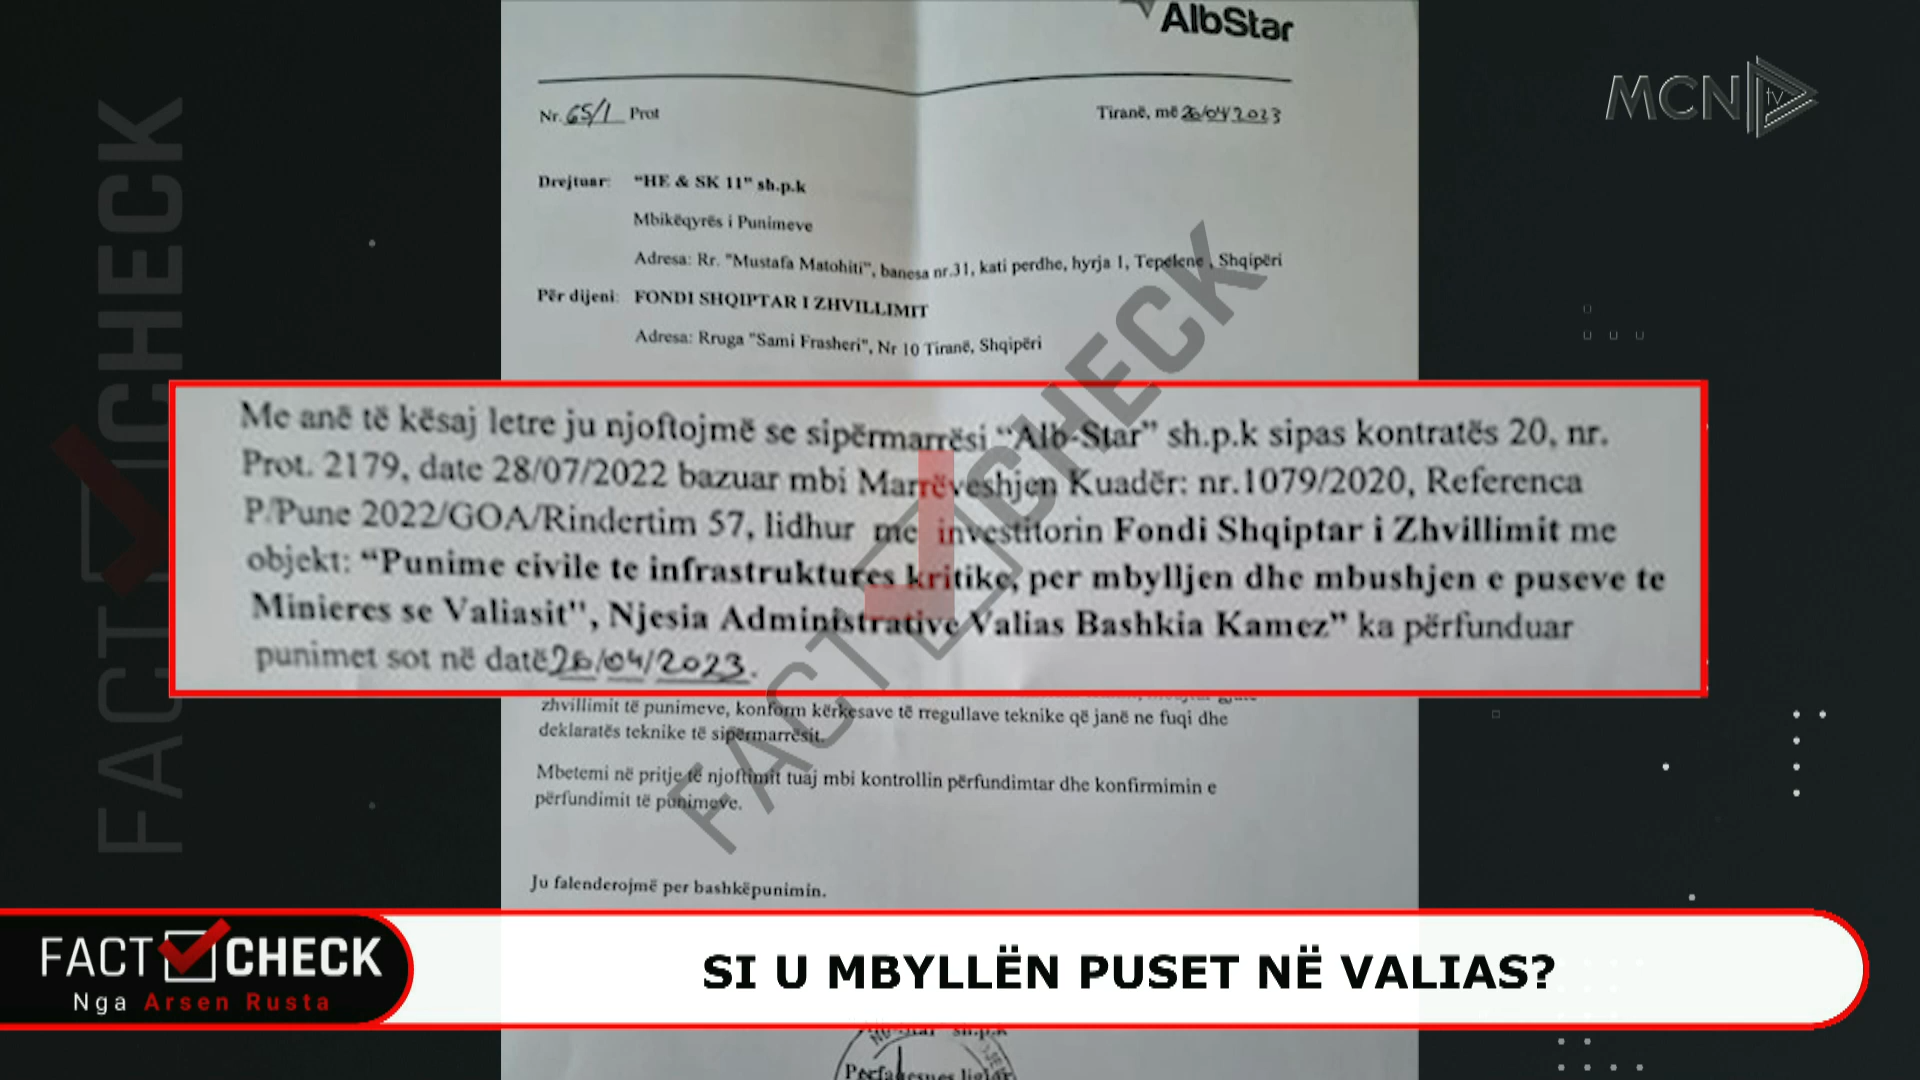 AlbStar
MCN tv
Nr. 65/1 Prot
Tiranë, më 26/04/2023
Drejtuar: "HE & SK 11" sh.p.k
Mbikëqyrës i Punimeve
Adresa: Rr. "Mustafa Matohiti", banesa nr.31, kati perdhe, hyrja 1, Tepelene , Shqipëri
Për dijeni: FONDI SHQIPTAR I ZHVILLIMIT
Adresa: Rruga "Sami Frasheri", Nr 10 Tiranë, Shqipëri
Me anë të kësaj letre ju njoftojmë se sipërmarrësi "Alb-Star" sh.p.k sipas kontratës 20, nr.
Prot. 2179, date 28/07/2022 bazuar mbi Marrëveshjen Kuadër: nr.1079/2020, Referenca
P/Pune 2022/GOA/Rindertim 57, lidhur me investitorin Fondi Shqiptar i Zhvillimit me
objekt: "Punime civile te infrastruktures kritike, per mbylljen dhe mbushjen e puseve te
Minieres se Valiasit", Njesia Administrative Valias Bashkia Kamez" ka përfunduar
punimet sot në datë 26/04/2023.
zhvillimit të punimeve, konform kërkesave të rregullave teknike që janë ne fuqi dhe
deklaratës teknike të sipërmarrësit.
Mbetemi në pritje të njoftimit tuaj mbi kontrollin përfundimtar dhe konfirmimin e
përfundimit të punimeve.
Ju falenderojmë per bashkëpunimin.
FACT CHECK
FACT CHECK
FACT CHECK
Nga Arsen Rusta
SI U MBYLLËN PUSET NË VALIAS?
"Alb-Star" sh.p.k
Përfaqesues ligjor